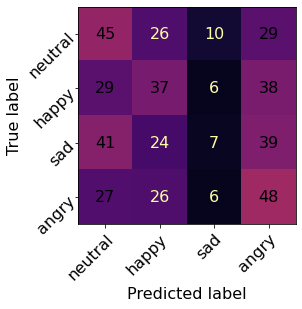 True label
neutral 45 26 10 29
happy 29 37 6 38
sad 41 24 7 39
angry 27 26 6 48
neutral happy sad angry
Predicted label